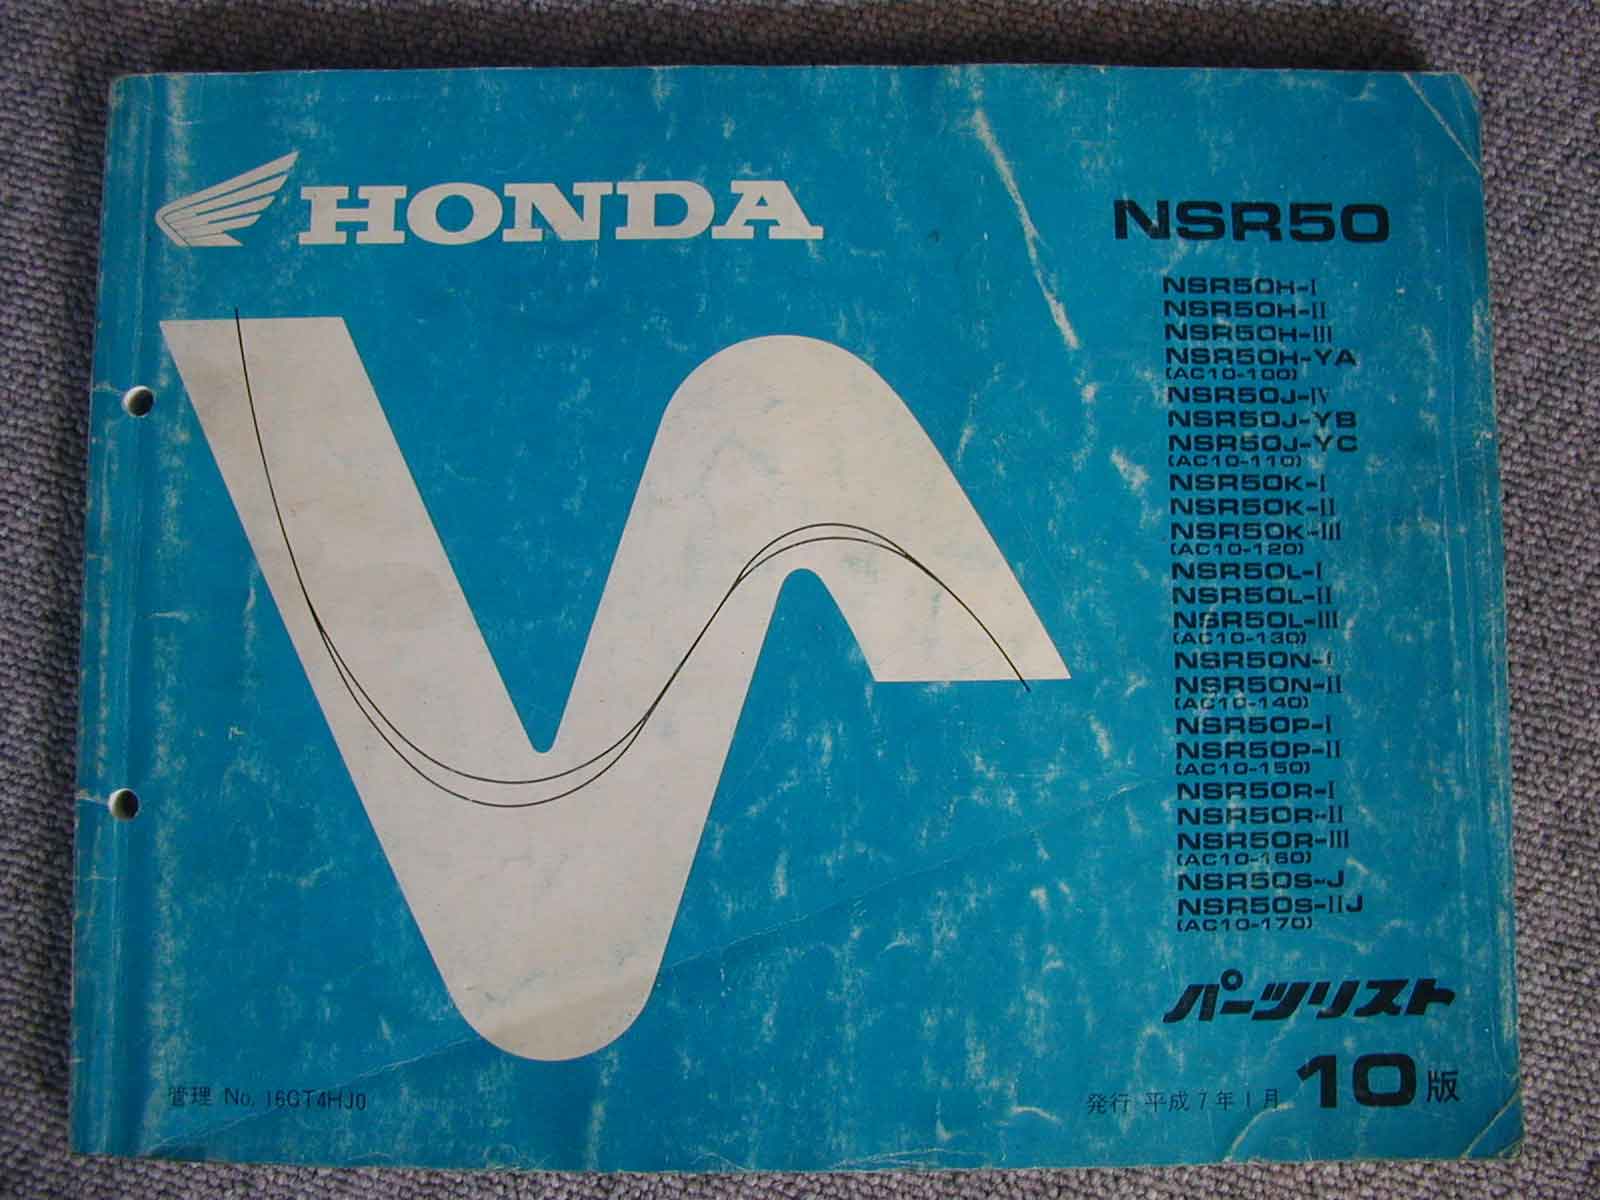 HONDA
NSR50
NSR50H-I
NSR50H-II
NSR50H-III
NSR50H-YA
(AC10-100)
NSR50J-IV
NSR50J-YB
NSR50J-YC
(AC10-110)
NSR50K-I
NSR50K-II
NSR50K-III
(AC10-120)
NSR50L-I
NSR50L-II
NSR50L-III
(AC10-130)
NSR50N-I
NSR50N-II
(AC10-140)
NSR50P-I
NSR50P-II
(AC10-150)
NSR50R-I
NSR50R-II
NSR50R-III
(AC10-160)
NSR50S-J
NSR50S-IIJ
(AC10-170)
パーツリスト
管理 No. 16GT4HJ0
発行 平成7年1月 10版